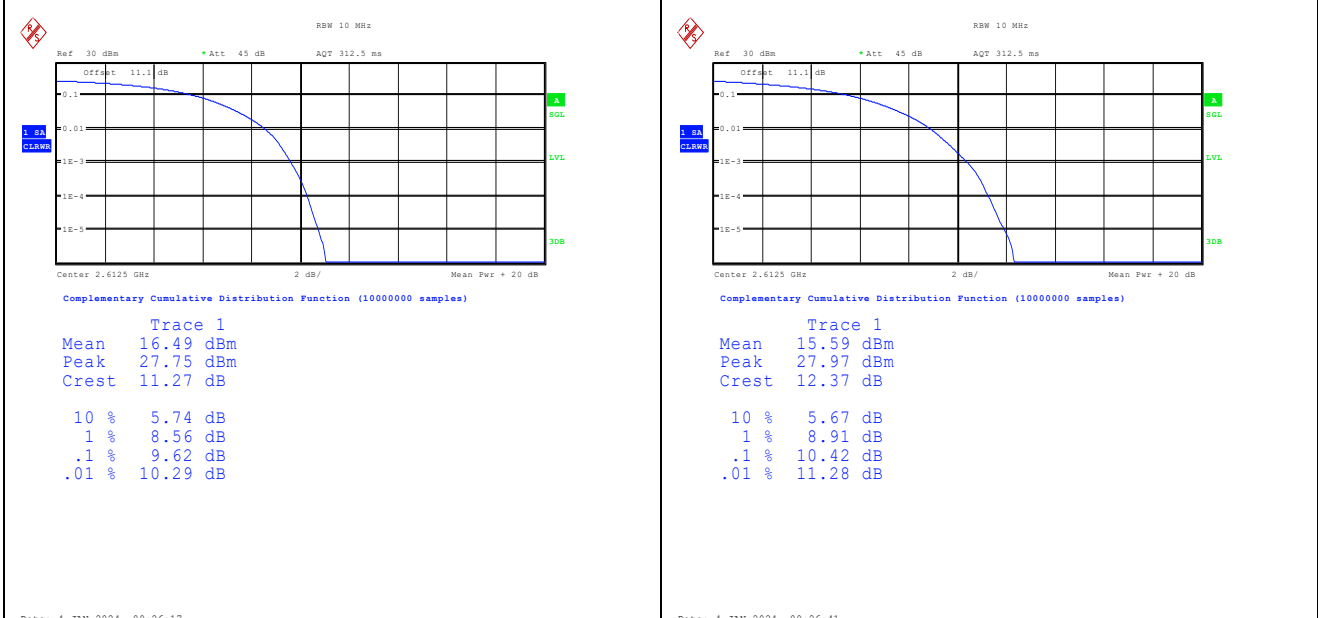 R
S
RBW 10 MHz
Ref 30 dBm * Att 45 dB AQT 312.5 ms
Offset 11.1 dB
0.1
A
SGL
0.01
1 SA
CLRWR
LVL
1E-3
1E-4
1E-5
3DB
Center 2.6125 GHz 2 dB/ Mean Pwr + 20 dB
Complementary Cumulative Distribution Function (10000000 samples)
Trace 1
Mean 16.49 dBm
Peak 27.75 dBm
Crest 11.27 dB
10 % 5.74 dB
1 % 8.56 dB
.1 % 9.62 dB
.01 % 10.29 dB
R
S
RBW 10 MHz
Ref 30 dBm * Att 45 dB AQT 312.5 ms
Offset 11.1 dB
0.1
A
SGL
0.01
1 SA
CLRWR
LVL
1E-3
1E-4
1E-5
3DB
Center 2.6125 GHz 2 dB/ Mean Pwr + 20 dB
Complementary Cumulative Distribution Function (10000000 samples)
Trace 1
Mean 15.59 dBm
Peak 27.97 dBm
Crest 12.37 dB
10 % 5.67 dB
1 % 8.91 dB
.1 % 10.42 dB
.01 % 11.28 dB